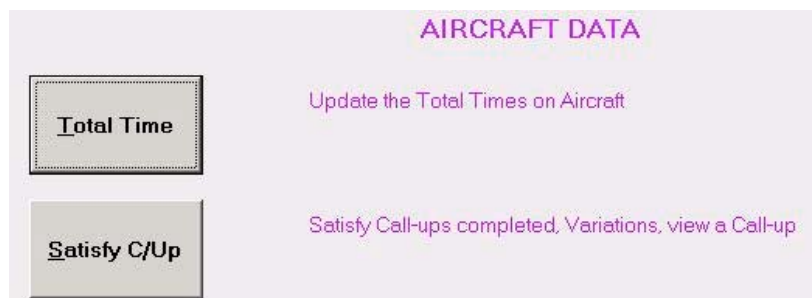 AIRCRAFT DATA
Total Time
Update the Total Times on Aircraft
Satisfy C/Up
Satisfy Call-ups completed, Variations, view a Call-up